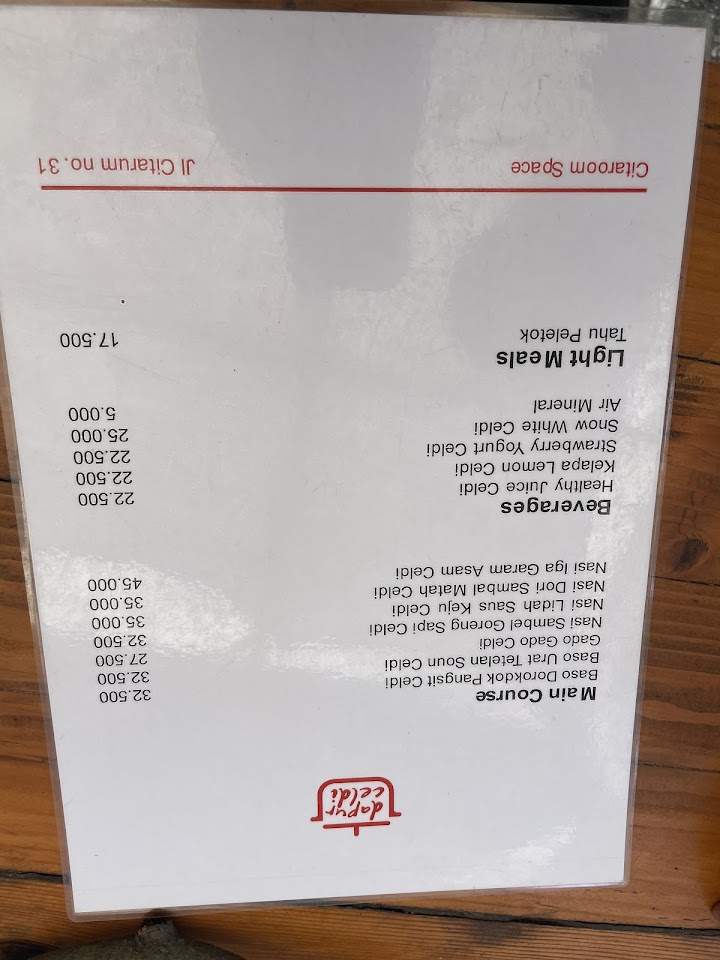 dapur
celdi
Main Course
Baso Dorokdok Pangsit Celdi 32.500
Baso Urat Tetelan Soun Celdi 32.500
Gado Gado Celdi 27.500
Nasi Sambel Goreng Sapi Celdi 32.500
Nasi Lidah Saus Keju Celdi 35.000
Nasi Dori Sambal Matah Celdi 35.000
Nasi Iga Garam Asam Celdi 45.000
Beverages
Healthy Juice Celdi 22.500
Kelapa Lemon Celdi 22.500
Strawberry Yogurt Celdi 22.500
Snow White Celdi 25.000
Air Mineral 5.000
Light Meals
Tahu Peletok 17.500
Citaroom Space Jl Citarum no. 31